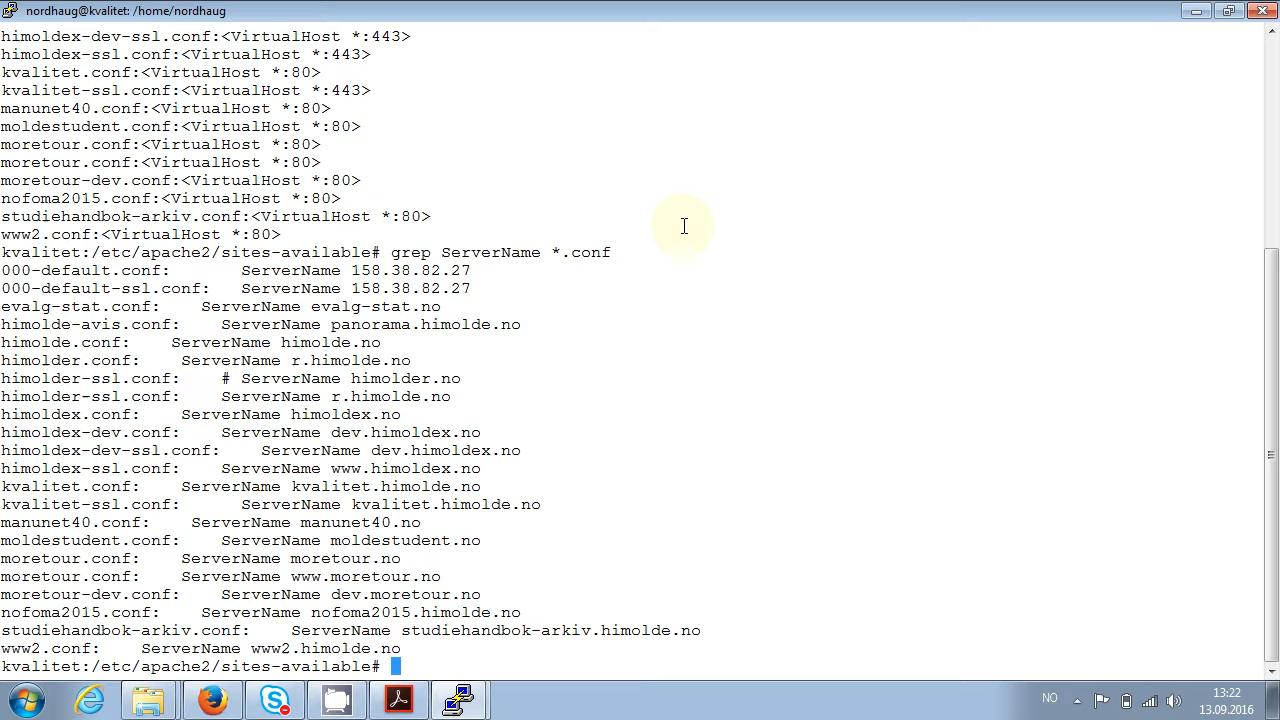 nordhaug@kvalitet: /home/nordhaug
himoldex-dev-ssl.conf:<VirtualHost *:443>
himoldex-ssl.conf:<VirtualHost *:443>
kvalitet.conf:<VirtualHost *:80>
kvalitet-ssl.conf:<VirtualHost *:443>
manunet40.conf:<VirtualHost *:80>
moldestudent.conf:<VirtualHost *:80>
moretour.conf:<VirtualHost *:80>
moretour.conf:<VirtualHost *:80>
moretour-dev.conf:<VirtualHost *:80>
nofoma2015.conf:<VirtualHost *:80>
studiehandbok-arkiv.conf:<VirtualHost *:80>
www2.conf:<VirtualHost *:80>
kvalitet:/etc/apache2/sites-available# grep ServerName *.conf
000-default.conf:       ServerName 158.38.82.27
000-default-ssl.conf:   ServerName 158.38.82.27
evalg-stat.conf:    ServerName evalg-stat.no
himolde-avis.conf:    ServerName panorama.himolde.no
himolde.conf:    ServerName himolde.no
himolder.conf:    ServerName r.himolde.no
himolder-ssl.conf:    # ServerName himolder.no
himolder-ssl.conf:    ServerName r.himolde.no
himoldex.conf:    ServerName himoldex.no
himoldex-dev.conf:    ServerName dev.himoldex.no
himoldex-dev-ssl.conf:    ServerName dev.himoldex.no
himoldex-ssl.conf:    ServerName www.himoldex.no
kvalitet.conf:    ServerName kvalitet.himolde.no
kvalitet-ssl.conf:      ServerName kvalitet.himolde.no
manunet40.conf:    ServerName manunet40.no
moldestudent.conf:    ServerName moldestudent.no
moretour.conf:    ServerName moretour.no
moretour.conf:    ServerName www.moretour.no
moretour-dev.conf:    ServerName dev.moretour.no
nofoma2015.conf:    ServerName nofoma2015.himolde.no
studiehandbok-arkiv.conf:    ServerName studiehandbok-arkiv.himolde.no
www2.conf:    ServerName www2.himolde.no
kvalitet:/etc/apache2/sites-available#
NO
13:22
13.09.2016